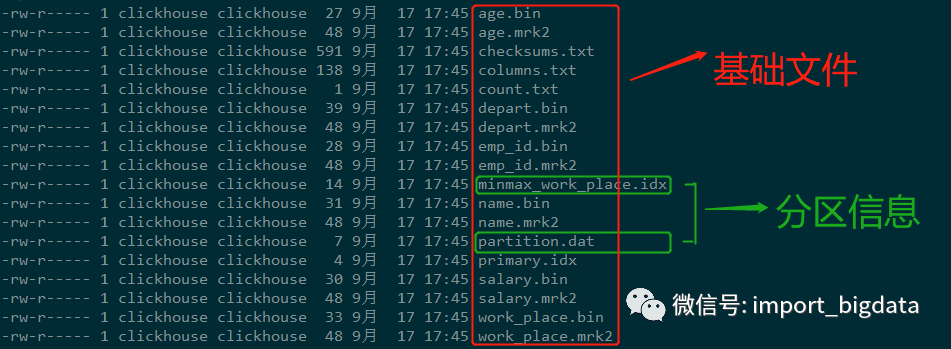 -rw-r----- 1 clickhouse clickhouse 27 9月 17 17:45 age.bin
-rw-r----- 1 clickhouse clickhouse 48 9月 17 17:45 age.mrk2
-rw-r----- 1 clickhouse clickhouse 591 9月 17 17:45 checksums.txt
-rw-r----- 1 clickhouse clickhouse 138 9月 17 17:45 columns.txt
-rw-r----- 1 clickhouse clickhouse 1 9月 17 17:45 count.txt
-rw-r----- 1 clickhouse clickhouse 39 9月 17 17:45 depart.bin
-rw-r----- 1 clickhouse clickhouse 48 9月 17 17:45 depart.mrk2
-rw-r----- 1 clickhouse clickhouse 28 9月 17 17:45 emp_id.bin
-rw-r----- 1 clickhouse clickhouse 48 9月 17 17:45 emp_id.mrk2
-rw-r----- 1 clickhouse clickhouse 14 9月 17 17:45 minmax_work_place.idx
-rw-r----- 1 clickhouse clickhouse 31 9月 17 17:45 name.bin
-rw-r----- 1 clickhouse clickhouse 48 9月 17 17:45 name.mrk2
-rw-r----- 1 clickhouse clickhouse 7 9月 17 17:45 partition.dat
-rw-r----- 1 clickhouse clickhouse 4 9月 17 17:45 primary.idx
-rw-r----- 1 clickhouse clickhouse 30 9月 17 17:45 salary.bin
-rw-r----- 1 clickhouse clickhouse 48 9月 17 17:45 salary.mrk2
-rw-r----- 1 clickhouse clickhouse 33 9月 17 17:45 work_place.bin
-rw-r----- 1 clickhouse clickhouse 48 9月 17 17:45 work_place.mrk2
基础文件
分区信息
微信号: import_bigdata